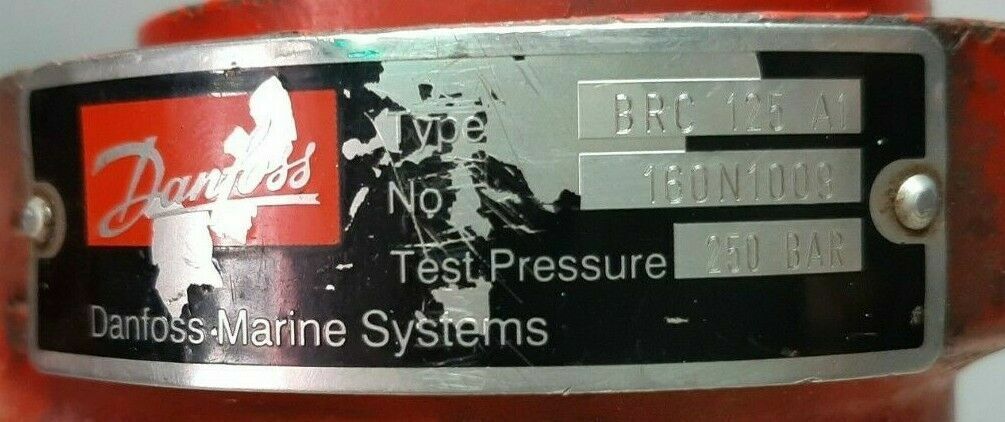 Danfoss
Type BRC 125 A1
No 160N1009
Test Pressure 250 BAR
Danfoss Marine Systems